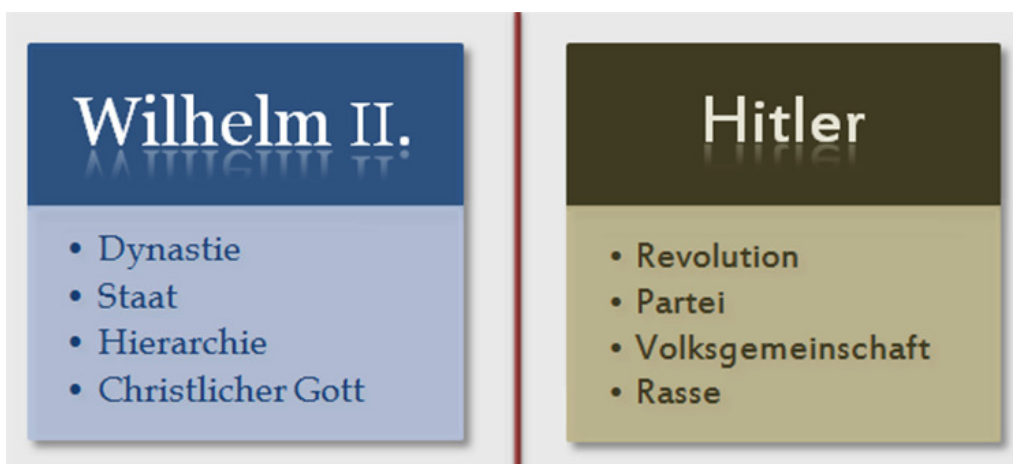 Wilhelm II.
• Dynastie
• Staat
• Hierarchie
• Christlicher Gott
Hitler
• Revolution
• Partei
• Volksgemeinschaft
• Rasse